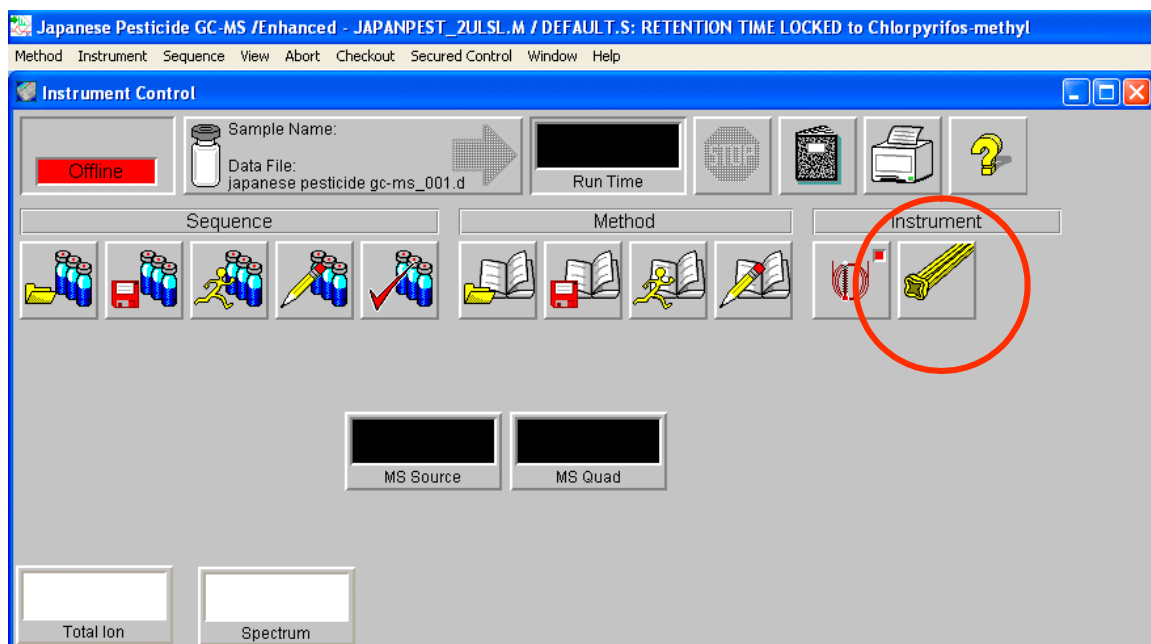 Japanese Pesticide GC-MS /Enhanced - JAPANPEST_2ULSL.M / DEFAULT.S: RETENTION TIME LOCKED to Chlorpyrifos-methyl
Method Instrument Sequence View Abort Checkout Secured Control Window Help
Instrument Control
Offline
Sample Name:
Data File:
japanese pesticide gc-ms_001.d
Run Time
STOP
?
Sequence Method Instrument
MS Source MS Quad
Total Ion Spectrum